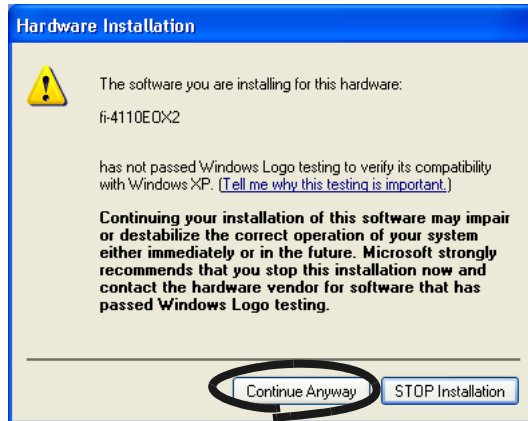 Hardware Installation
The software you are installing for this hardware:
fi-4110EOX2
has not passed Windows Logo testing to verify its compatibility
with Windows XP. (Tell me why this testing is important.)
Continuing your installation of this software may impair
or destabilize the correct operation of your system
either immediately or in the future. Microsoft strongly
recommends that you stop this installation now and
contact the hardware vendor for software that has
passed Windows Logo testing.
Continue Anyway
STOP Installation